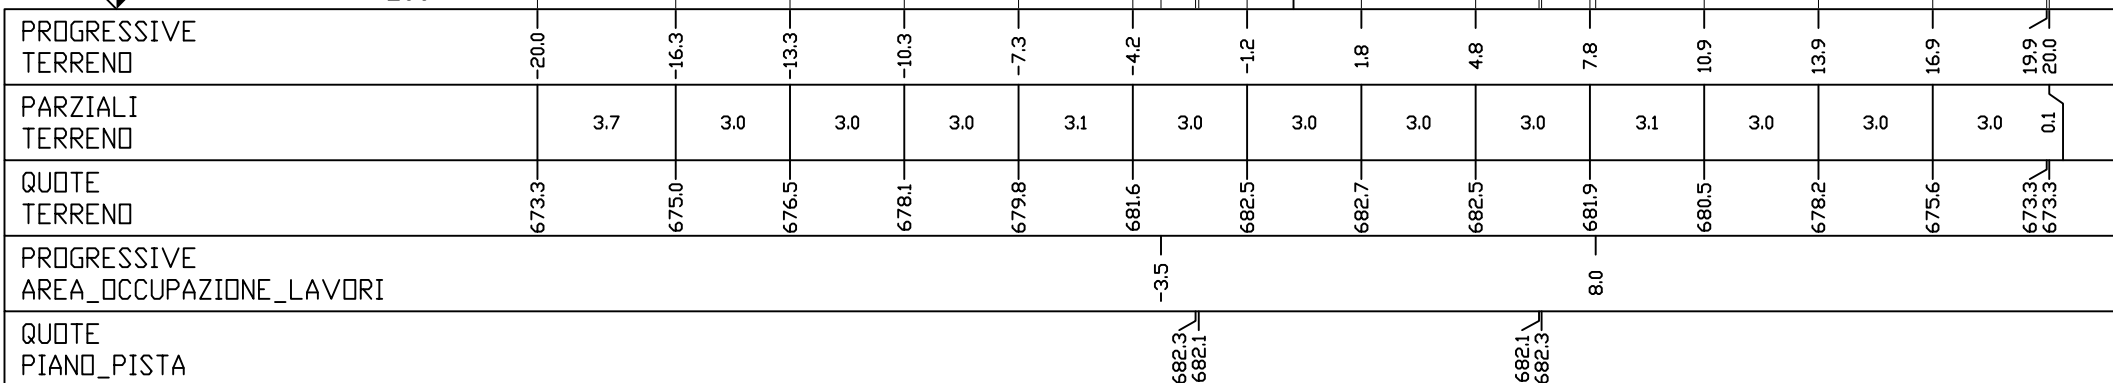 PROGRESSIVE
TERRENO
-20.0 -16.3 -13.3 -10.3 -7.3 -4.2 -1.2 1.8 4.8 7.8 10.9 13.9 16.9 19.9 20.0
PARZIALI
TERRENO
3.7 3.0 3.0 3.0 3.1 3.0 3.0 3.0 3.0 3.1 3.0 3.0 3.0 0.1
QUOTE
TERRENO
673.3 675.0 676.5 678.1 679.8 681.6 682.5 682.7 682.5 681.9 680.5 678.2 675.6 673.3 673.3
PROGRESSIVE
AREA_OCCUPAZIONE_LAVORI
-3.5 8.0
QUOTE
PIANO_PISTA
682.3 682.1 682.1 682.3